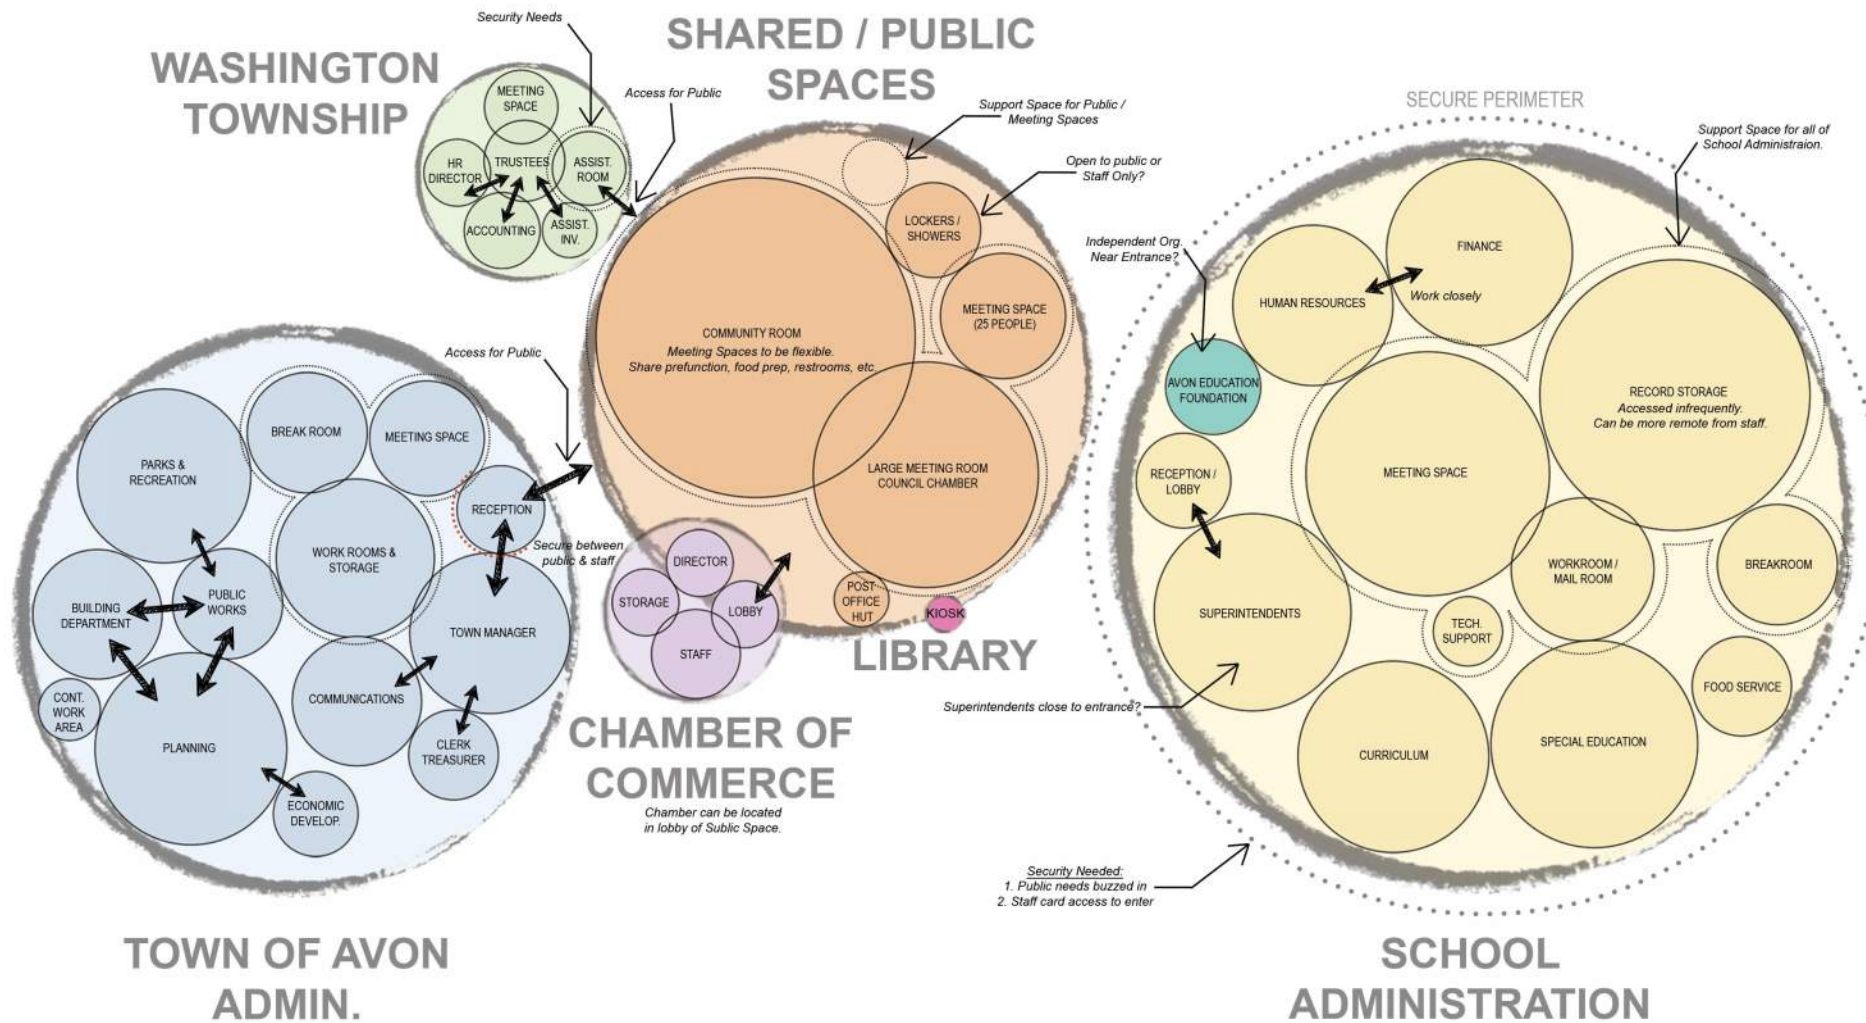 Security Needs
WASHINGTON
TOWNSHIP
MEETING
SPACE
HR
DIRECTOR
TRUSTEES
ASSIST.
ROOM
ACCOUNTING
ASSIST.
INV.
Access for Public
SHARED / PUBLIC
SPACES
Support Space for Public /
Meeting Spaces
Open to public or
Staff Only?
LOCKERS /
SHOWERS
MEETING SPACE
(25 PEOPLE)
COMMUNITY ROOM
Meeting Spaces to be flexible.
Share prefunction, food prep, restrooms, etc.
LARGE MEETING ROOM
COUNCIL CHAMBER
POST
OFFICE
HUT
KIOSK
LIBRARY
Access for Public
BREAK ROOM
MEETING SPACE
PARKS &
RECREATION
RECEPTION
Secure between
public & staff
WORK ROOMS &
STORAGE
PUBLIC
WORKS
BUILDING
DEPARTMENT
TOWN MANAGER
CONT.
WORK
AREA
COMMUNICATIONS
PLANNING
CLERK
TREASURER
ECONOMIC
DEVELOP.
TOWN OF AVON
ADMIN.
DIRECTOR
STORAGE
LOBBY
STAFF
CHAMBER OF
COMMERCE
Chamber can be located
in lobby of Sublic Space.
SECURE PERIMETER
Support Space for all of
School Administraion.
Independent Org.
Near Entrance?
FINANCE
HUMAN RESOURCES
Work closely
AVON EDUCATION
FOUNDATION
RECORD STORAGE
Accessed infrequently.
Can be more remote from staff.
RECEPTION /
LOBBY
MEETING SPACE
WORKROOM /
MAIL ROOM
BREAKROOM
SUPERINTENDENTS
TECH.
SUPPORT
FOOD SERVICE
Superintendents close to entrance?
CURRICULUM
SPECIAL EDUCATION
Security Needed:
1. Public needs buzzed in
2. Staff card access to enter
SCHOOL
ADMINISTRATION